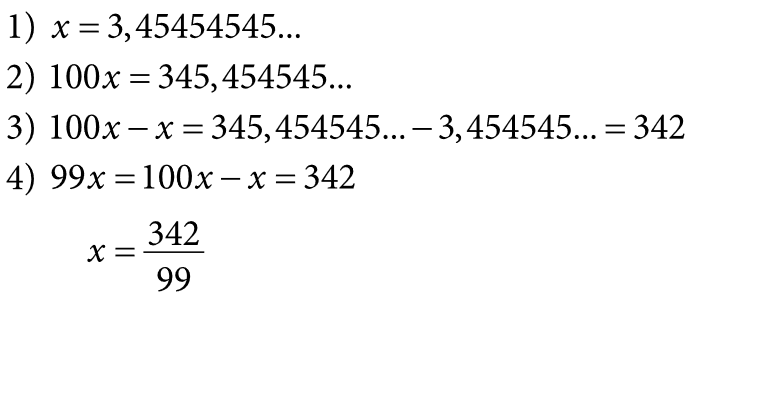 1) x = 3,45454545...
2) 100x = 345,454545...
3) 100x − x = 345,454545... − 3,454545... = 342
4) 99x = 100x − x = 342
x = 342/99